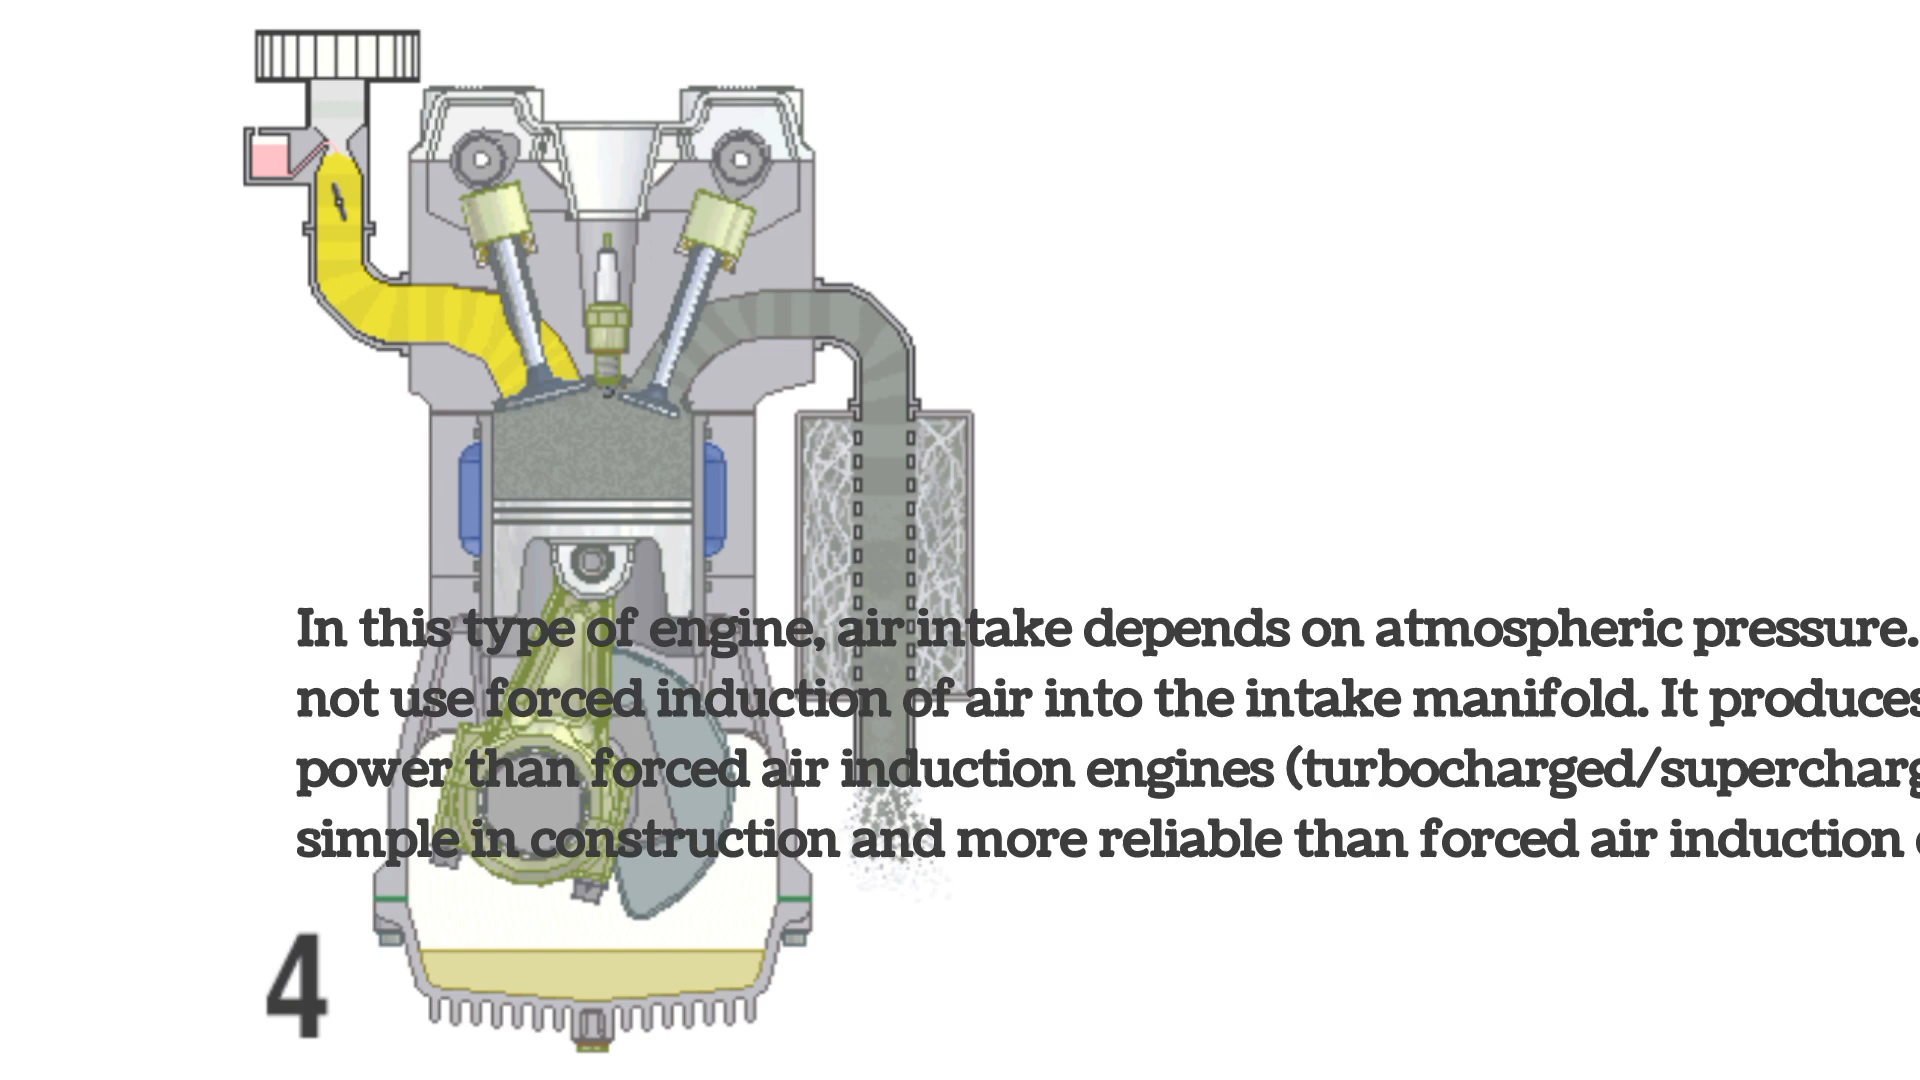 In this type of engine, air intake depends on atmospheric pressure.
not use forced induction of air into the intake manifold. It produces
power than forced air induction engines (turbocharged/supercharg
simple in construction and more reliable than forced air induction
4